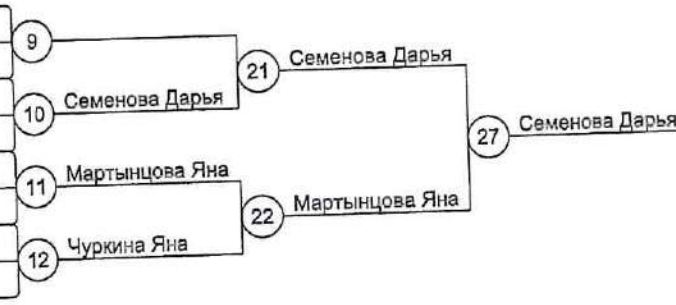 9
21 Семенова Дарья
10 Семенова Дарья
27 Семенова Дарья
11 Мартынцова Яна
22 Мартынцова Яна
12 Чуркина Яна